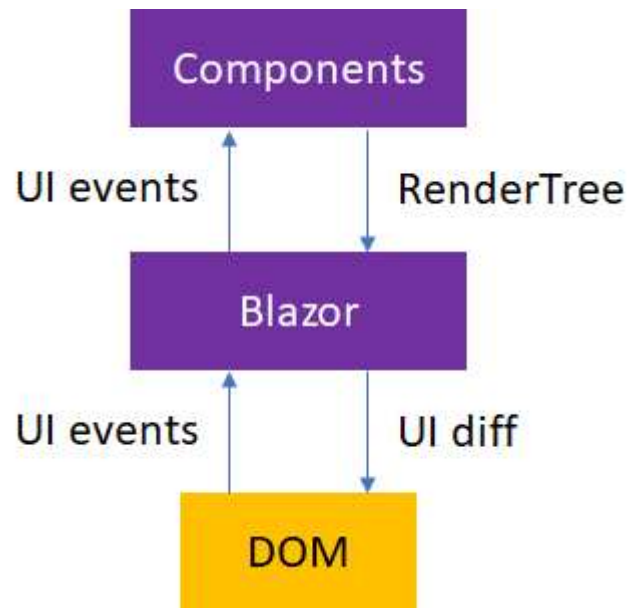 Components
UI events
RenderTree
Blazor
UI events
UI diff
DOM